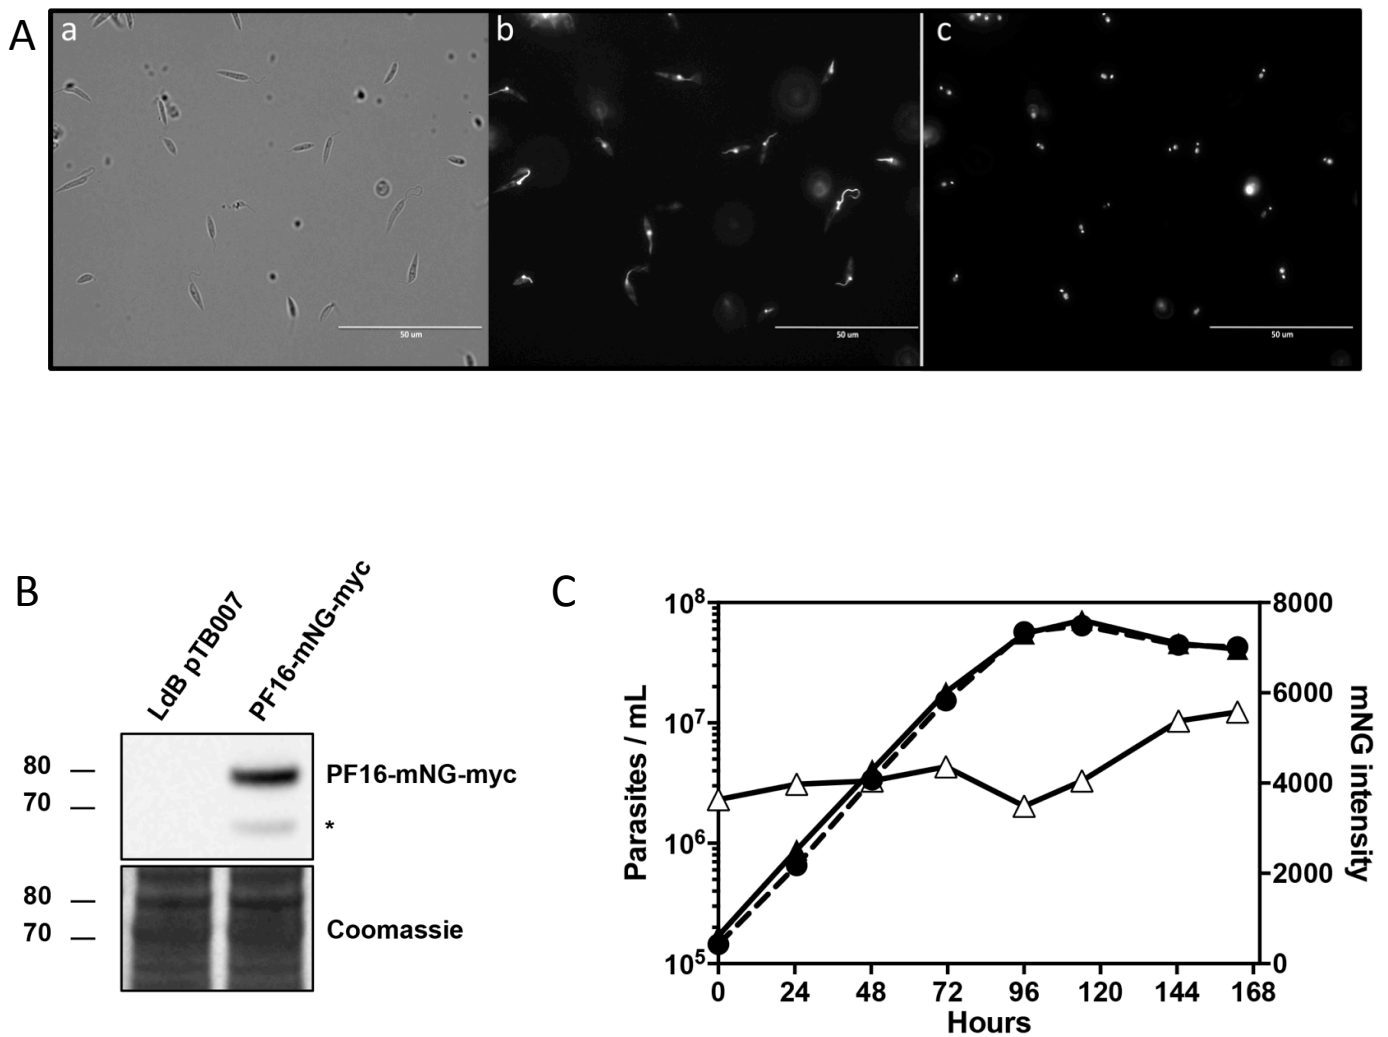 A
a
b
c
50 um
50 um
50 um
B
LdB pTB007
PF16-mNG-myc
80
70
PF16-mNG-myc
*
80
70
Coomassie
C
Parasites / mL
10⁸
10⁷
10⁶
10⁵
8000
6000
4000
2000
0
mNG intensity
0 24 48 72 96 120 144 168
Hours